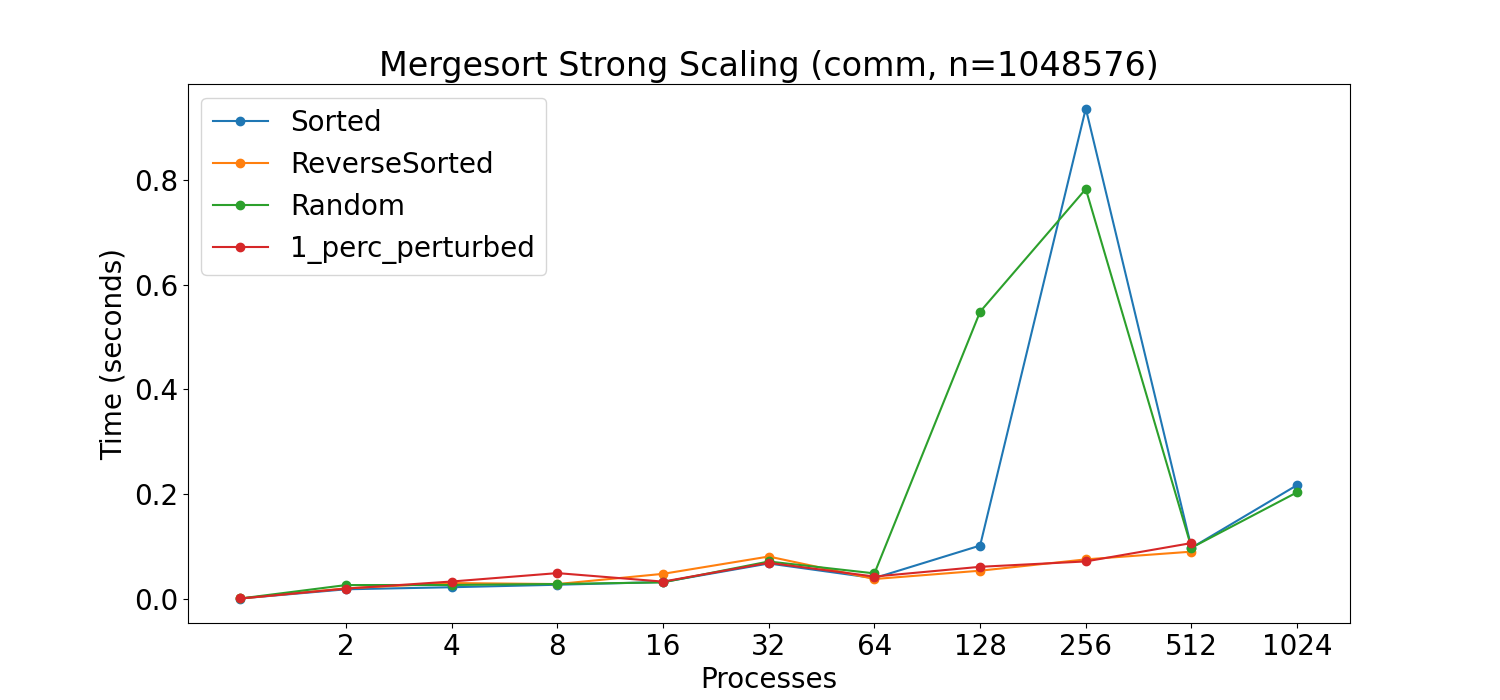 Mergesort Strong Scaling (comm, n=1048576)
Sorted
ReverseSorted
Random
1_perc_perturbed
Time (seconds)
0.8
0.6
0.4
0.2
0.0
2 4 8 16 32 64 128 256 512 1024
Processes